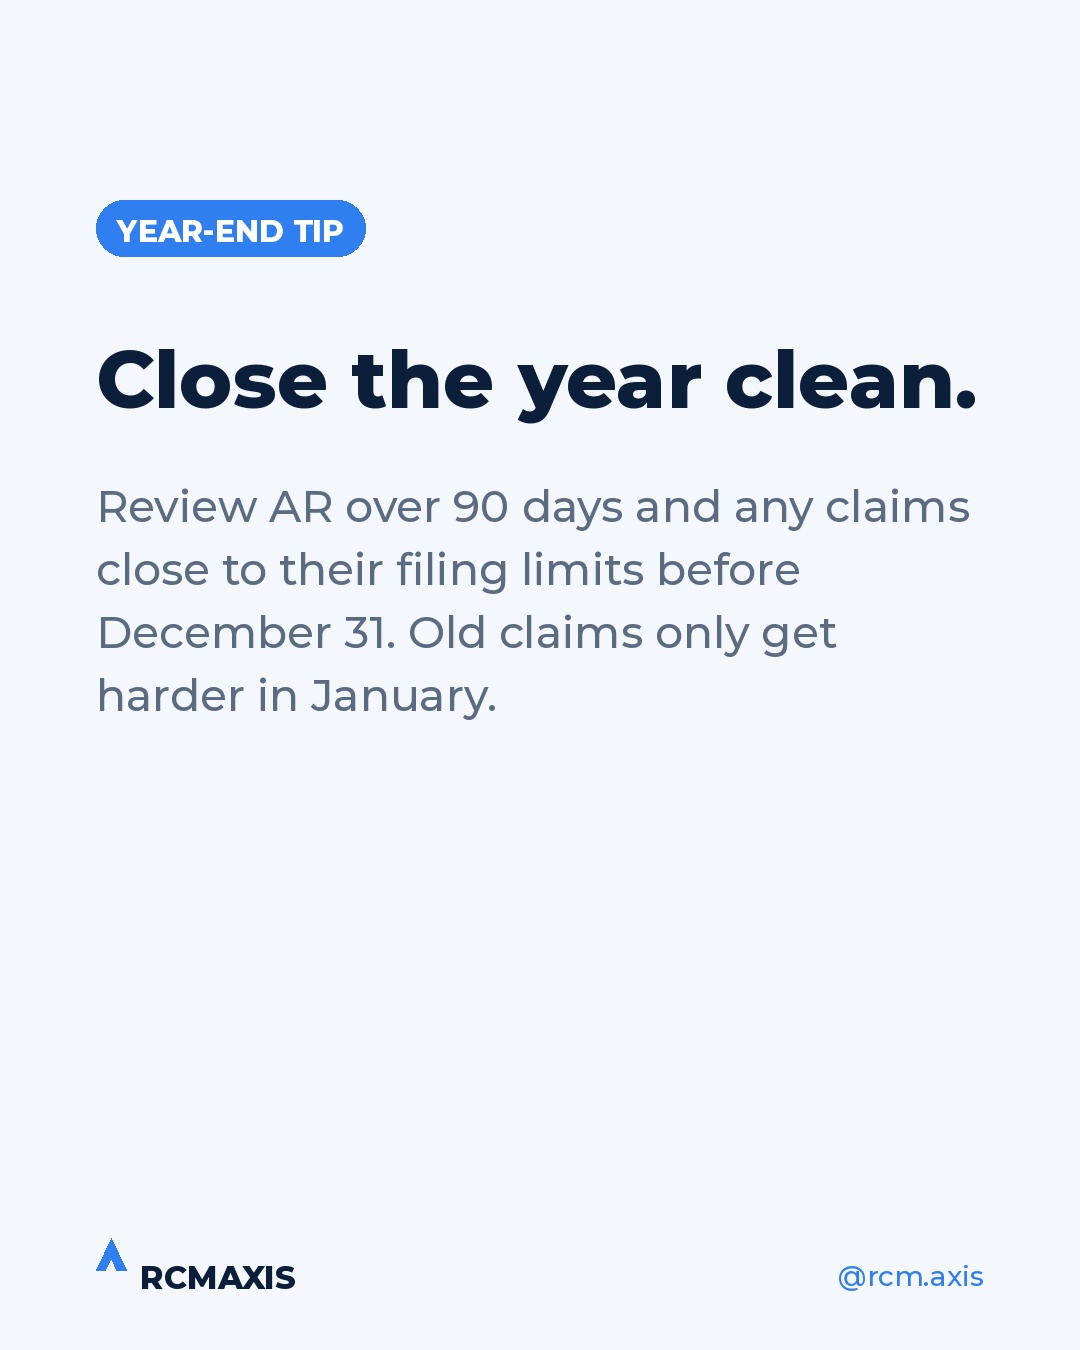 YEAR-END TIP
Close the year clean.
Review AR over 90 days and any claims
close to their filing limits before
December 31. Old claims only get
harder in January.
RCMAXIS
@rcm.axis